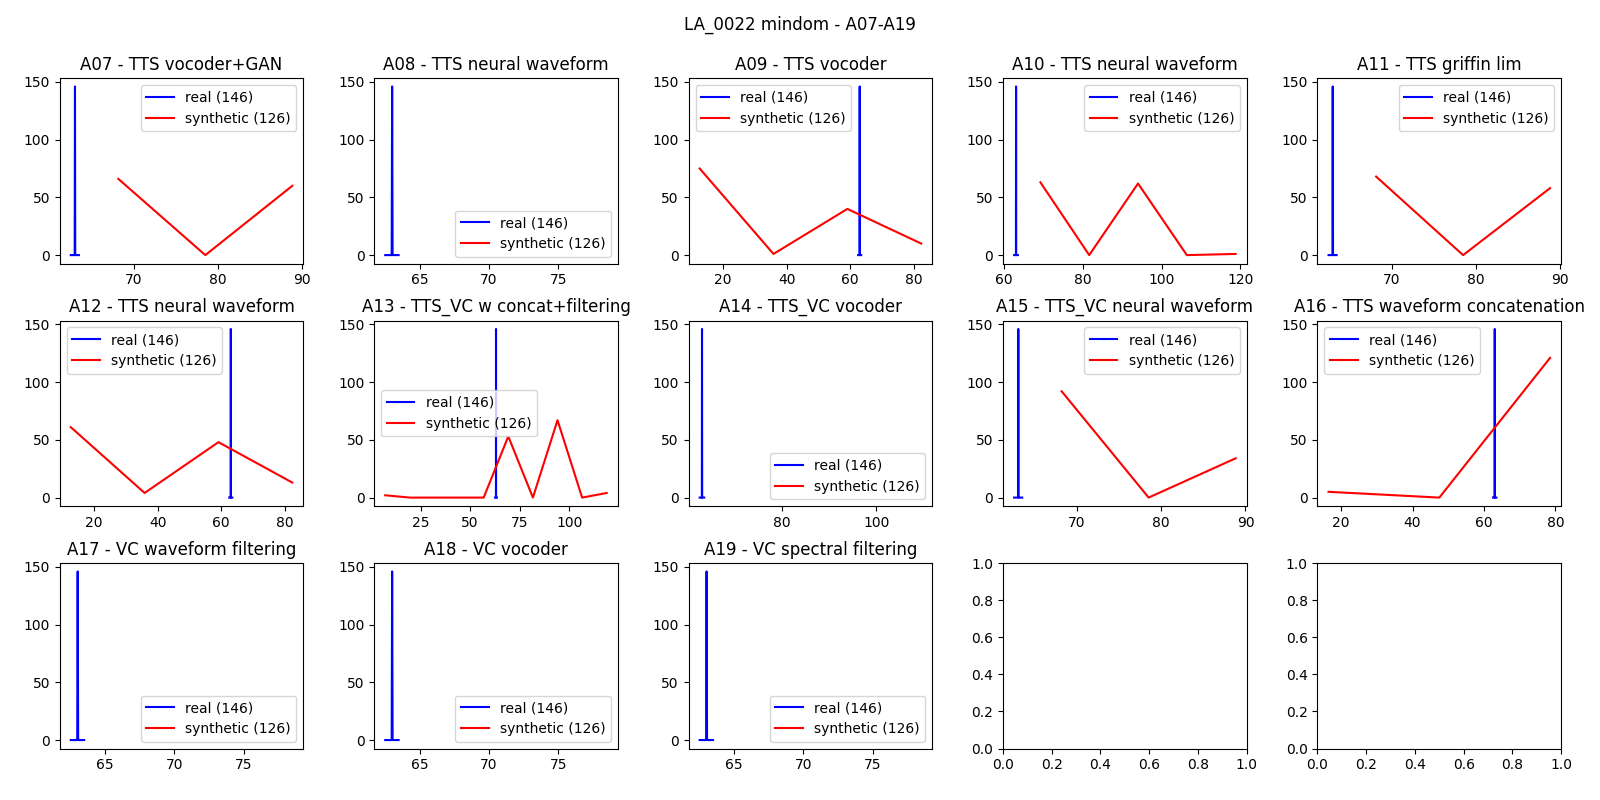 LA_0022 mindom - A07-A19
A07 - TTS vocoder+GAN
150
100
50
0
70
80
90
real (146)
synthetic (126)
A08 - TTS neural waveform
150
100
50
0
65
70
75
real (146)
synthetic (126)
A09 - TTS vocoder
150
100
50
0
20
40
60
80
real (146)
synthetic (126)
A10 - TTS neural waveform
150
100
50
0
60
80
100
120
real (146)
synthetic (126)
A11 - TTS griffin lim
150
100
50
0
70
80
90
real (146)
synthetic (126)
A12 - TTS neural waveform
150
100
50
0
20
40
60
80
real (146)
synthetic (126)
A13 - TTS_VC w concat+filtering
150
100
50
0
25
50
75
100
real (146)
synthetic (126)
A14 - TTS_VC vocoder
150
100
50
0
80
100
real (146)
synthetic (126)
A15 - TTS_VC neural waveform
150
100
50
0
70
80
90
real (146)
synthetic (126)
A16 - TTS waveform concatenation
150
100
50
0
20
40
60
80
real (146)
synthetic (126)
A17 - VC waveform filtering
150
100
50
0
65
70
75
real (146)
synthetic (126)
A18 - VC vocoder
150
100
50
0
65
70
75
real (146)
synthetic (126)
A19 - VC spectral filtering
150
100
50
0
65
70
75
real (146)
synthetic (126)
1.0
0.8
0.6
0.4
0.2
0.0
0.0
0.2
0.4
0.6
0.8
1.0
1.0
0.8
0.6
0.4
0.2
0.0
0.0
0.2
0.4
0.6
0.8
1.0